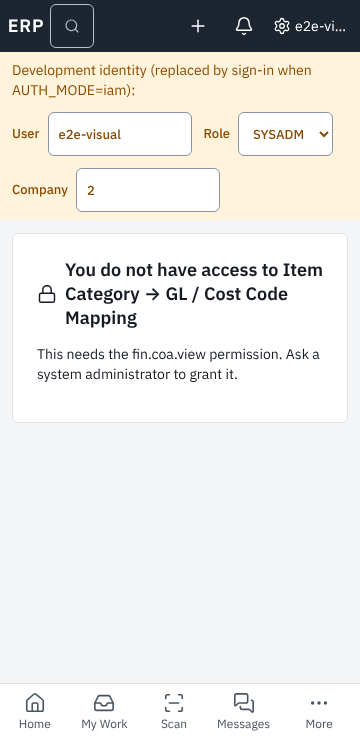 ERP
e2e-vi...
Development identity (replaced by sign-in when
AUTH_MODE=iam):
User
e2e-visual
Role
SYSADM
Company
2
You do not have access to Item
Category → GL / Cost Code
Mapping
This needs the fin.coa.view permission. Ask a
system administrator to grant it.
Home
My Work
Scan
Messages
More